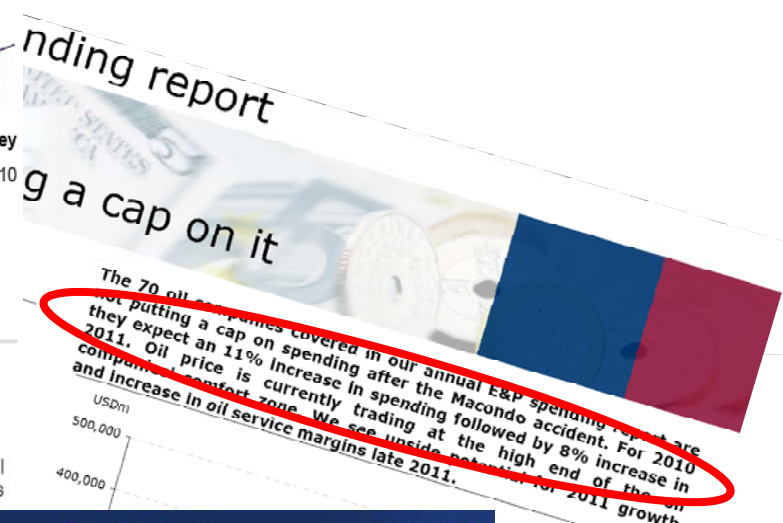 nding report
ey
10
g a cap on it
The 70 oil companies covered in our annual E&P spending report are
not putting a cap on spending after the Macondo accident. For 2010
they expect an 11% increase in spending followed by 8% increase in
2011. Oil price is currently trading at the high end of the oil
companies' comfort zone. We see upside potential for 2011 growth
and increase in oil service margins late 2011.
USDm
500,000
400,000